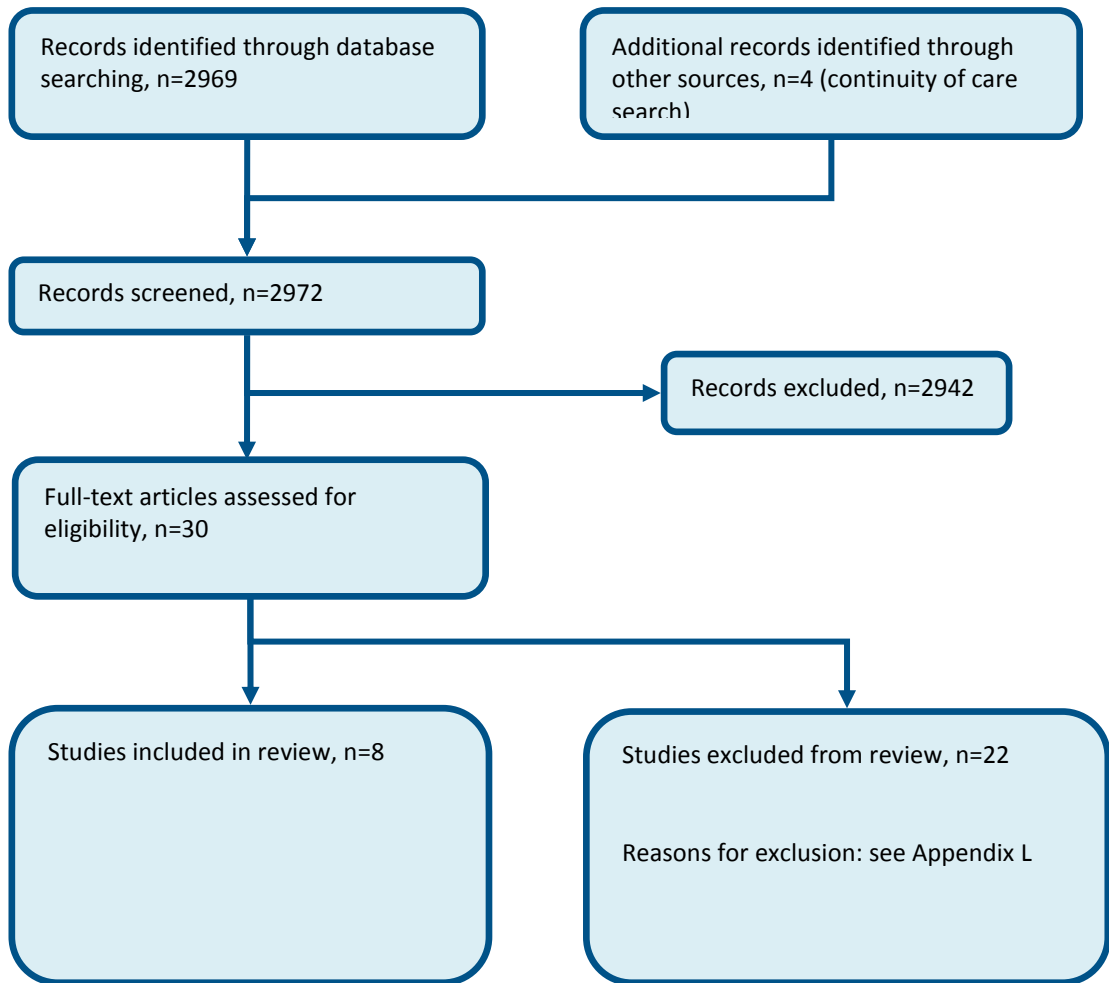 Records identified through database
searching, n=2969
Additional records identified through
other sources, n=4 (continuity of care
search)
Records screened, n=2972
Records excluded, n=2942
Full-text articles assessed for
eligibility, n=30
Studies included in review, n=8
Studies excluded from review, n=22
Reasons for exclusion: see Appendix L